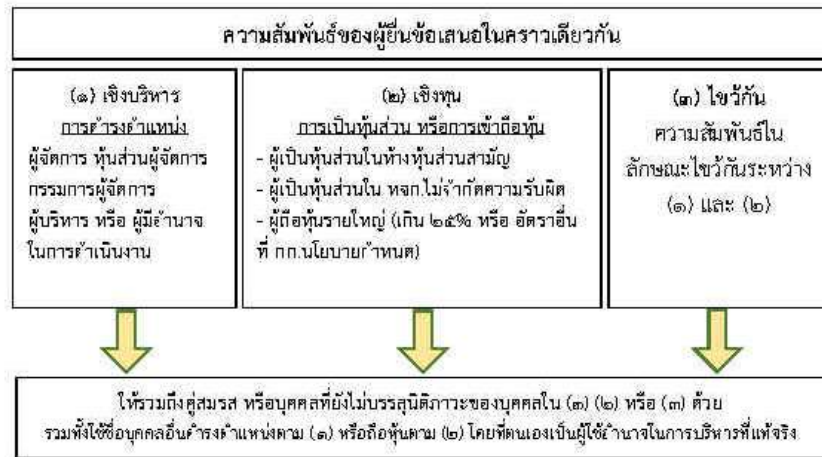 ความสัมพันธ์ของผู้ยื่นข้อเสนอในคราวเดียวกัน
(๑) เชิงบริหาร
การดำรงตำแหน่ง
ผู้จัดการ หุ้นส่วนผู้จัดการ
กรรมการผู้จัดการ
ผู้บริหาร หรือ ผู้มีอำนาจ
ในการดำเนินงาน
(๒) เชิงทุน
การเป็นหุ้นส่วน หรือการเข้าถือหุ้น
- ผู้เป็นหุ้นส่วนในห้างหุ้นส่วนสามัญ
- ผู้เป็นหุ้นส่วนใน หจก.ไม่จำกัดความรับผิด
- ผู้ถือหุ้นรายใหญ่ (เกิน ๒๕% หรือ อัตราอื่น
ที่ กก.นโยบายกำหนด)
(๓) ไขว้กัน
ความสัมพันธ์ใน
ลักษณะไขว้กันระหว่าง
(๑) และ (๒)
ให้รวมถึงคู่สมรส หรือบุคคลที่ยังไม่บรรลุนิติภาวะของบุคคลใน (๑) (๒) หรือ (๓) ด้วย
รวมทั้งใช้ชื่อบุคคลอื่นดำรงตำแหน่งตาม (๑) หรือถือหุ้นตาม (๒) โดยที่ตนเองเป็นผู้ใช้อำนาจในการบริหารที่แท้จริง